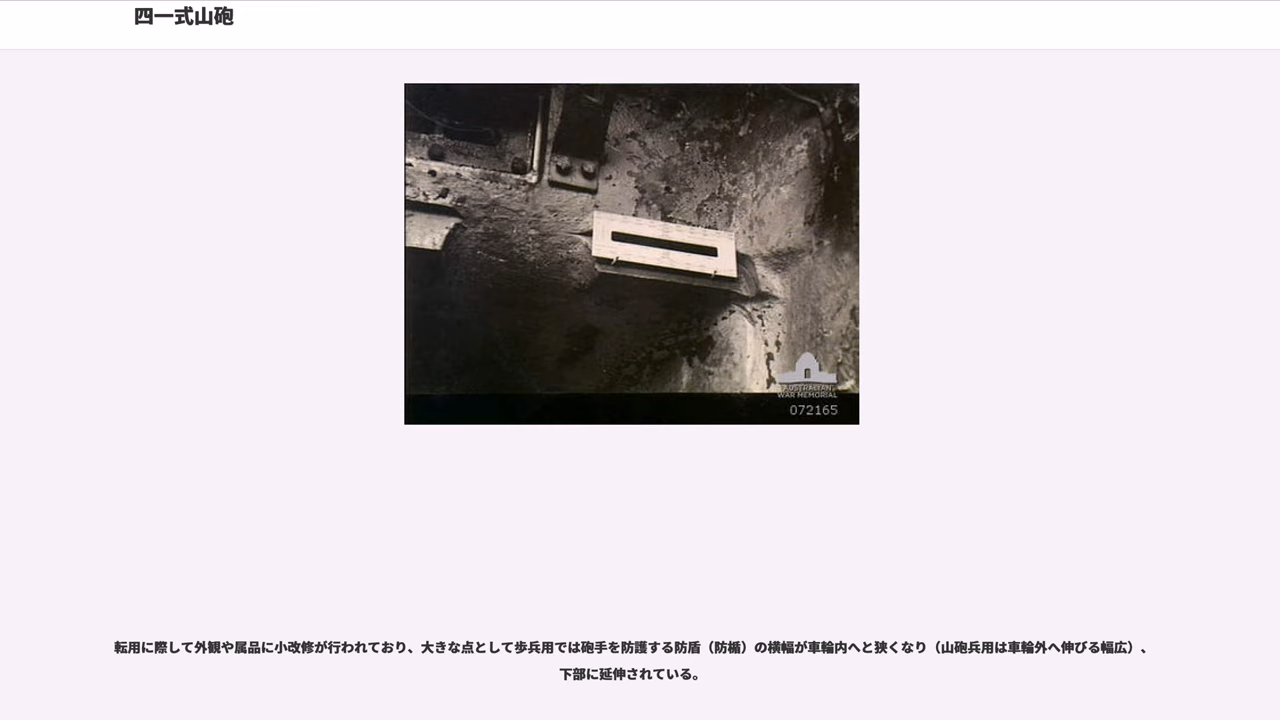 四一式山砲
AUSTRALIAN
WAR MEMORIAL
072165
転用に際して外観や属品に小改修が行われており、大きな点として歩兵用では砲手を防護する防盾（防楯）の横幅が車輪内へと狭くなり（山砲兵用は車輪外へ伸びる幅広）、
下部に延伸されている。